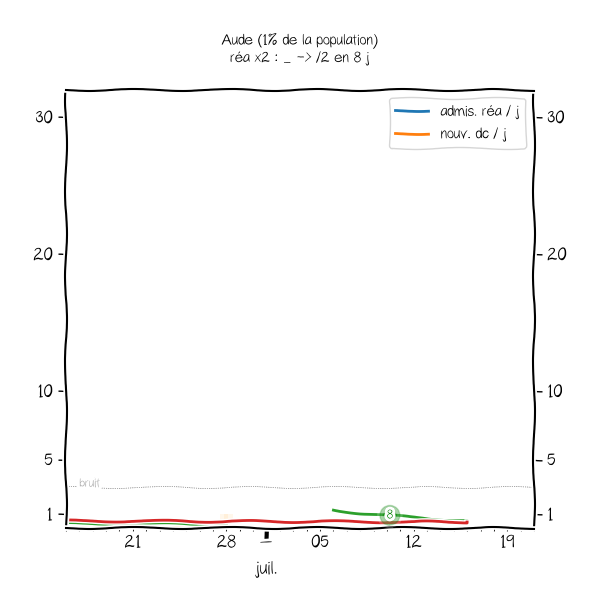 Aude (1% de la population)
réa x2 : _ -> /2 en 8 j
admis. réa / j
nouv. dc / j
30
30
20
20
10
10
5
5
bruit
1
1
8
21
28
05
12
19
juil.